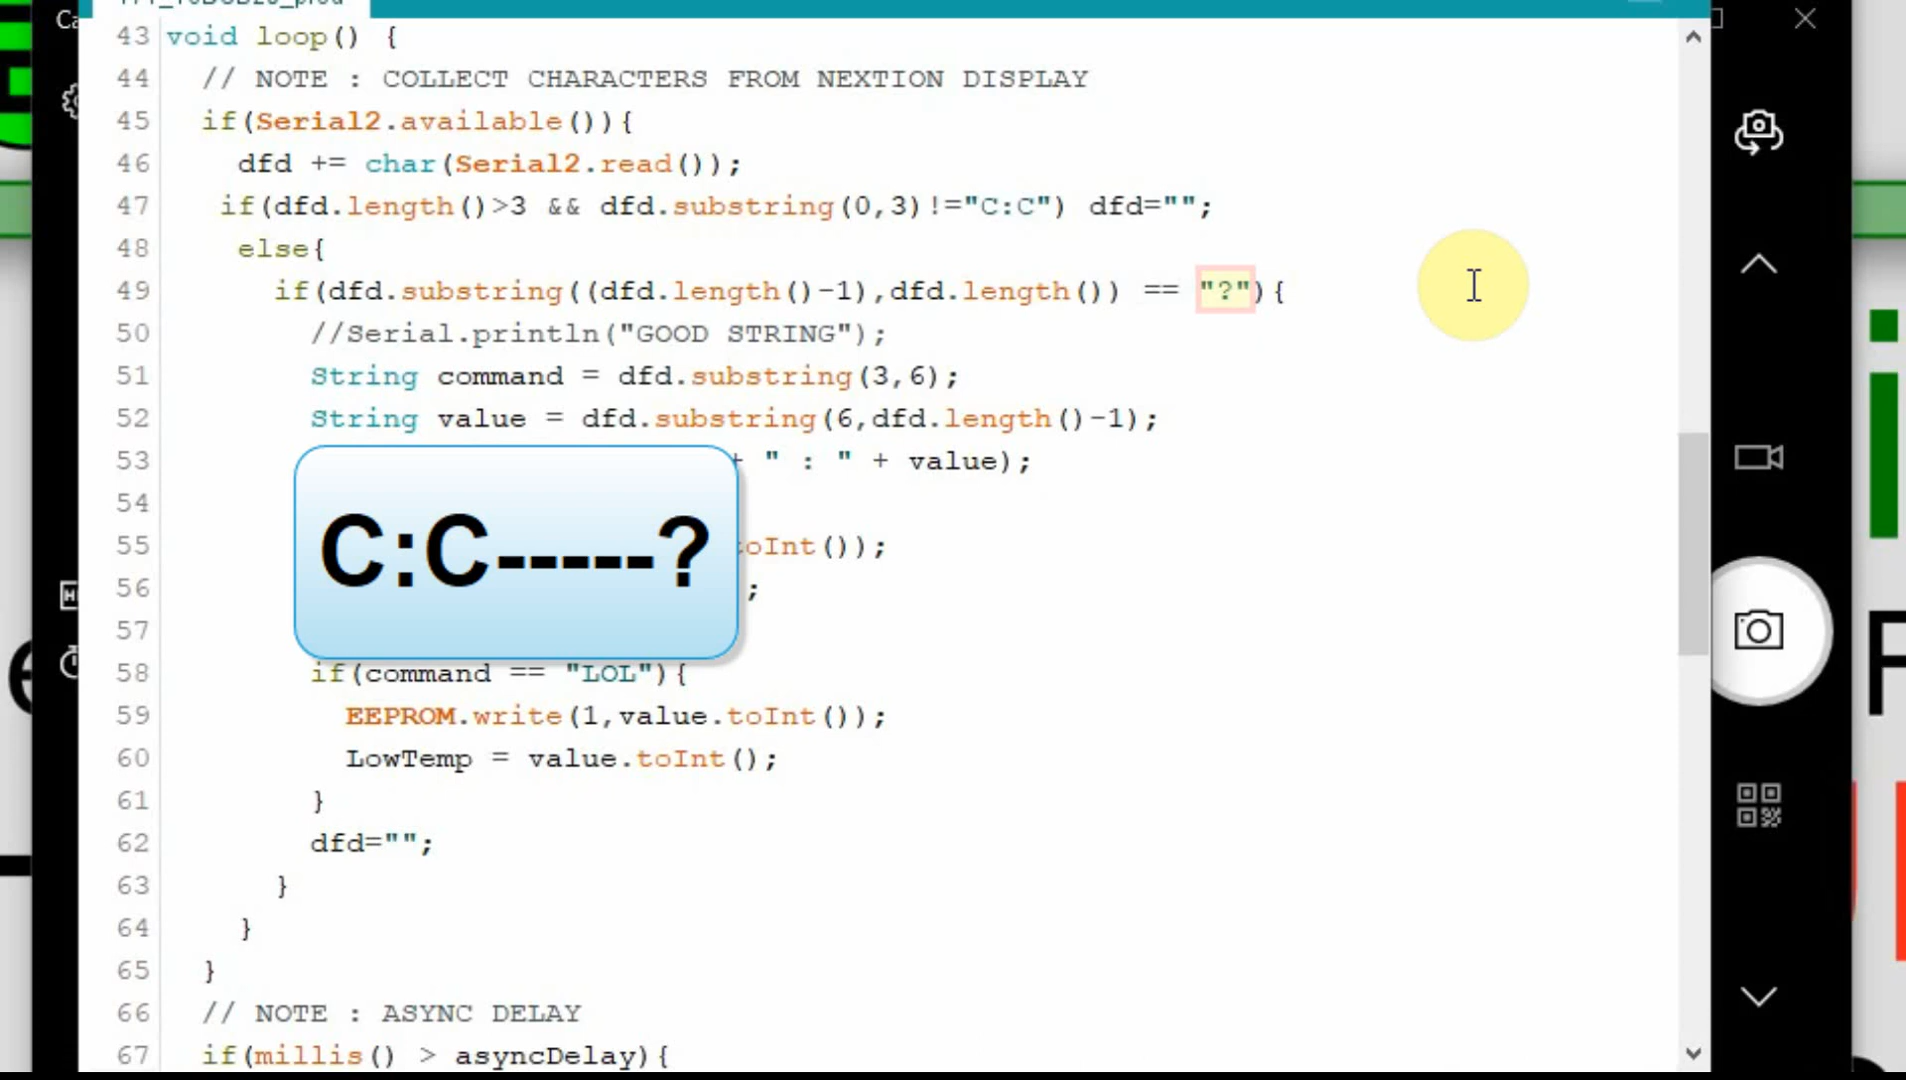 Ca
43 void loop() {
44 // NOTE : COLLECT CHARACTERS FROM NEXTION DISPLAY
45 if(Serial2.available()){
46 dfd += char(Serial2.read());
47 if(dfd.length()>3 && dfd.substring(0,3)!="C:C") dfd="";
48 else{
49 if(dfd.substring((dfd.length()-1),dfd.length()) == "?"){
50 //Serial.println("GOOD STRING");
51 String command = dfd.substring(3,6);
52 String value = dfd.substring(6,dfd.length()-1);
53 + " : " + value);
54
C:C-----?
55 oInt());
56 ;
57
58 if(command == "LOL"){
59 EEPROM.write(1,value.toInt());
60 LowTemp = value.toInt();
61 }
62 dfd="";
63 }
64 }
65 }
66 // NOTE : ASYNC DELAY
67 if(millis() > asyncDelay){